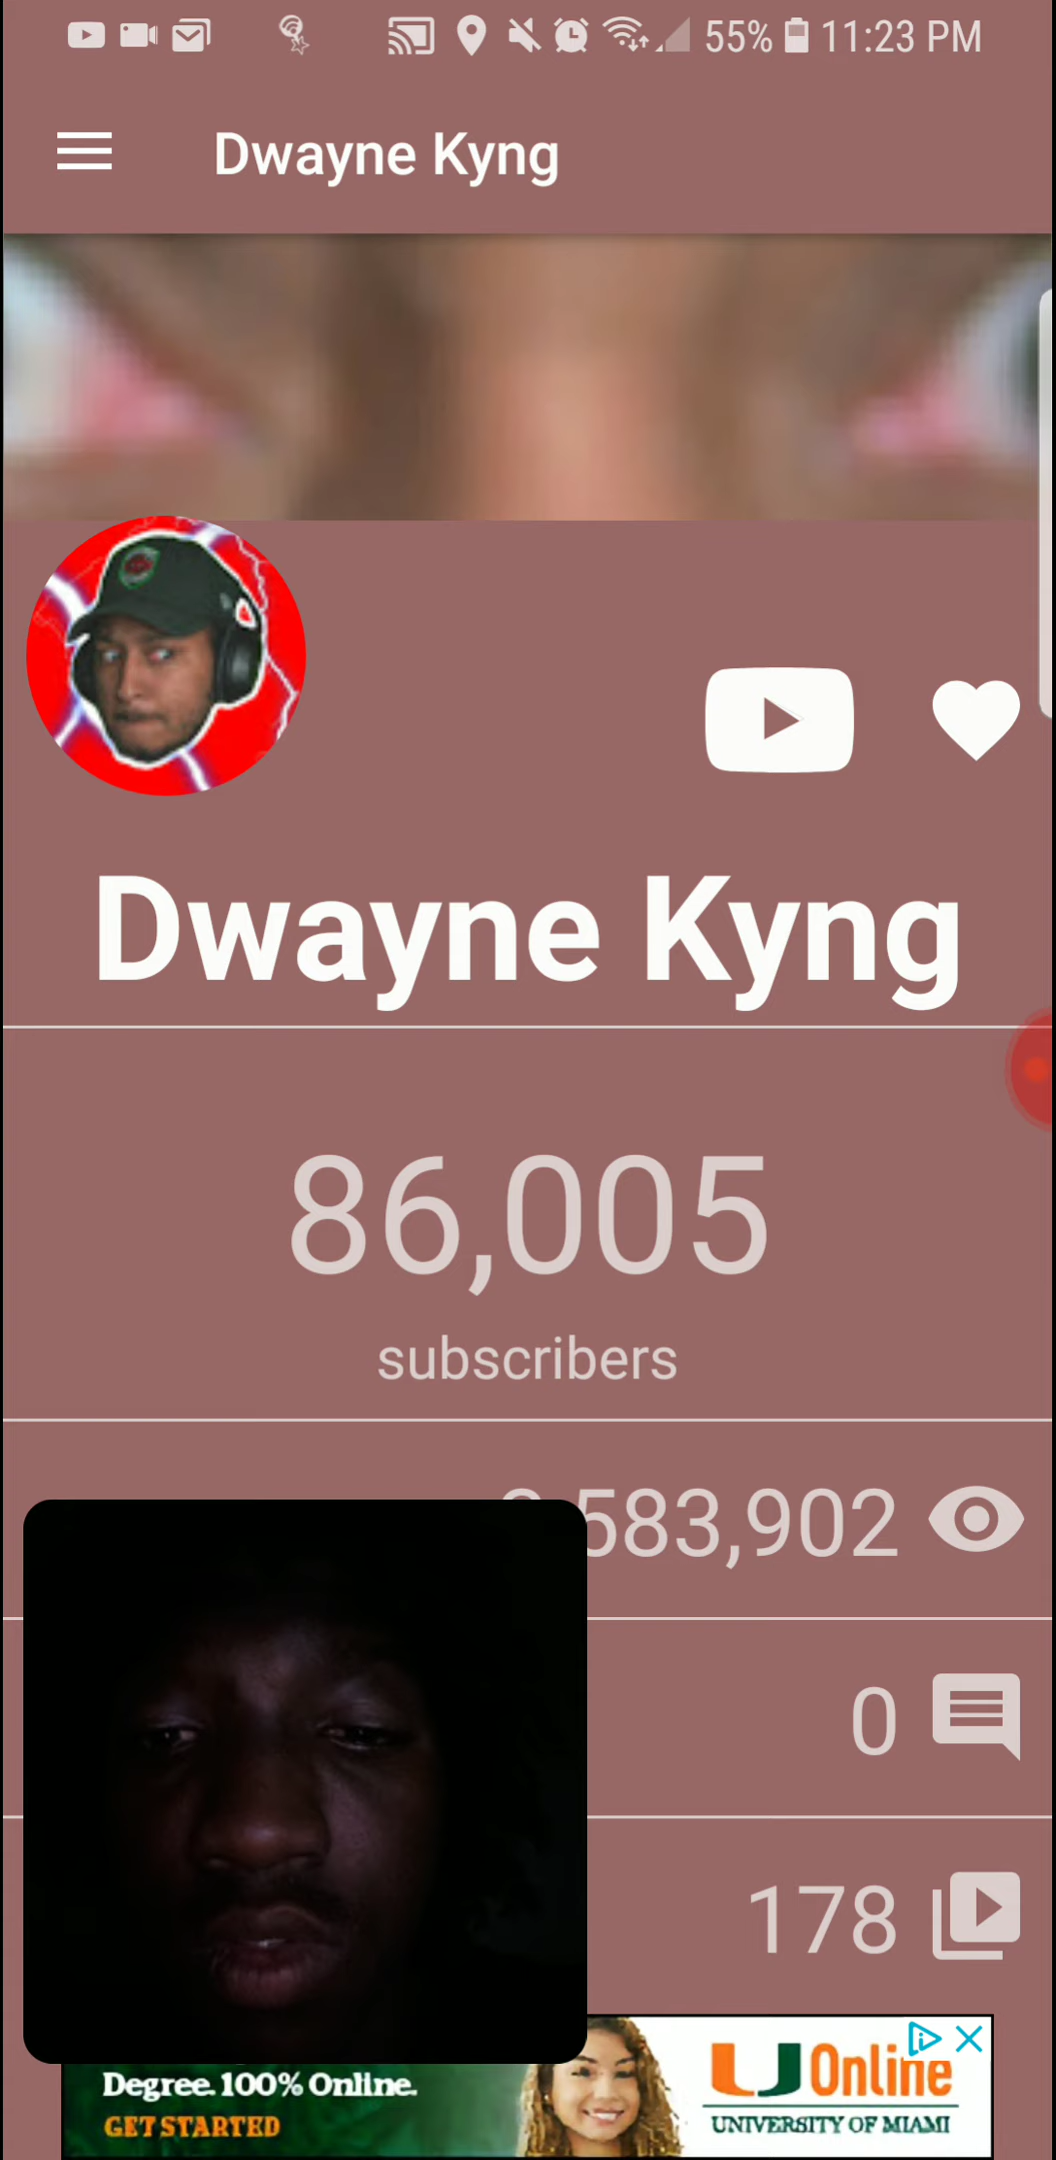 55% 11:23 PM
Dwayne Kyng
Dwayne Kyng
86,005
subscribers
583,902
0
178
Degree. 100% Online.
GET STARTED
U Online
UNIVERSITY OF MIAMI